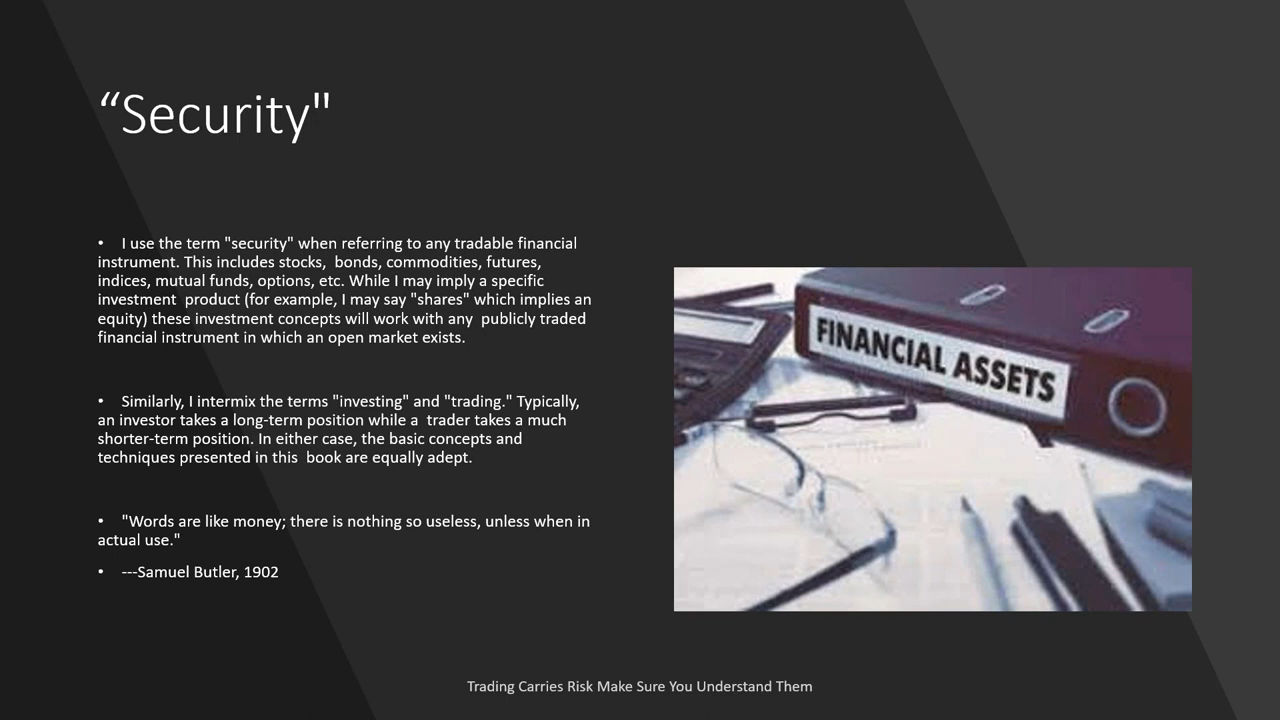 “Security"
• I use the term "security" when referring to any tradable financial
instrument. This includes stocks,  bonds, commodities, futures,
indices, mutual funds, options, etc. While I may imply a specific
investment  product (for example, I may say "shares" which implies an
equity) these investment concepts will work with any  publicly traded
financial instrument in which an open market exists.
• Similarly, I intermix the terms "investing" and "trading." Typically,
an investor takes a long-term position while a  trader takes a much
shorter-term position. In either case, the basic concepts and
techniques presented in this  book are equally adept.
• "Words are like money; there is nothing so useless, unless when in
actual use."
• ---Samuel Butler, 1902
FINANCIAL ASSETS
Trading Carries Risk Make Sure You Understand Them